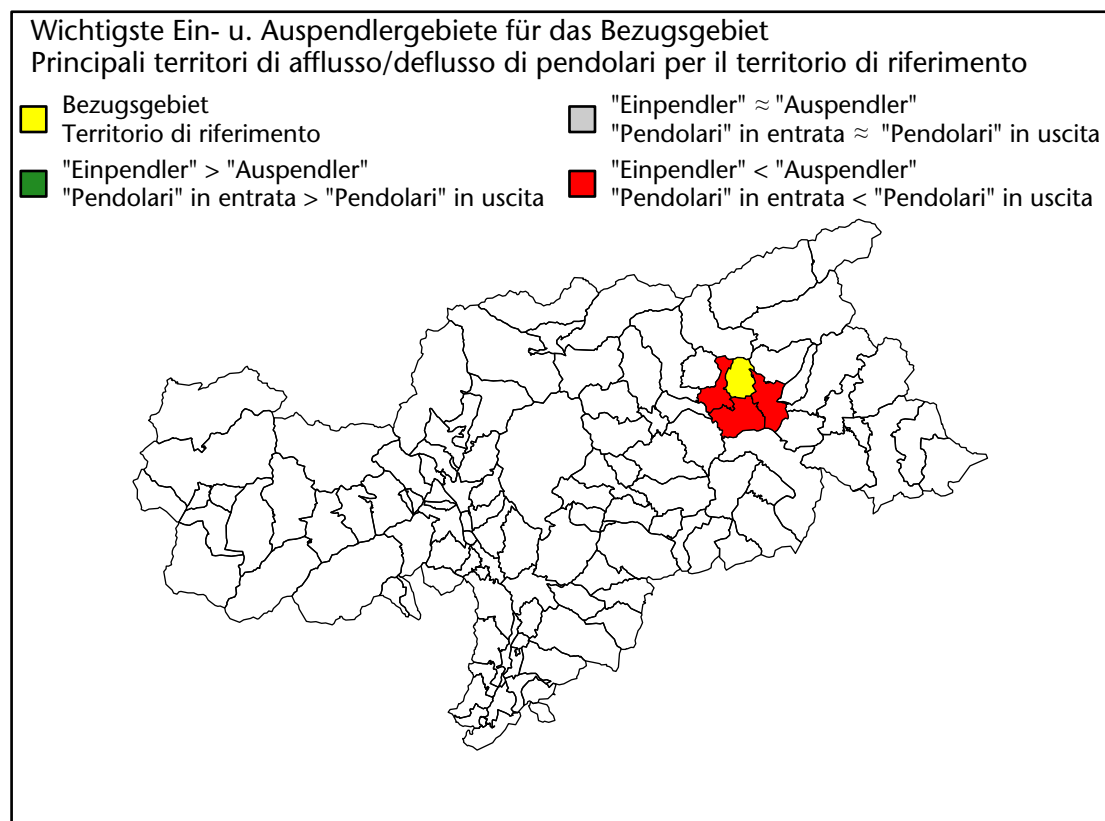 Wichtigste Ein- u. Auspendlergebiete für das Bezugsgebiet
Principali territori di afflusso/deflusso di pendolari per il territorio di riferimento
Bezugsgebiet
Territorio di riferimento
"Einpendler" > "Auspendler"
"Pendolari" in entrata > "Pendolari" in uscita
"Einpendler" ≈ "Auspendler"
"Pendolari" in entrata ≈ "Pendolari" in uscita
"Einpendler" < "Auspendler"
"Pendolari" in entrata < "Pendolari" in uscita